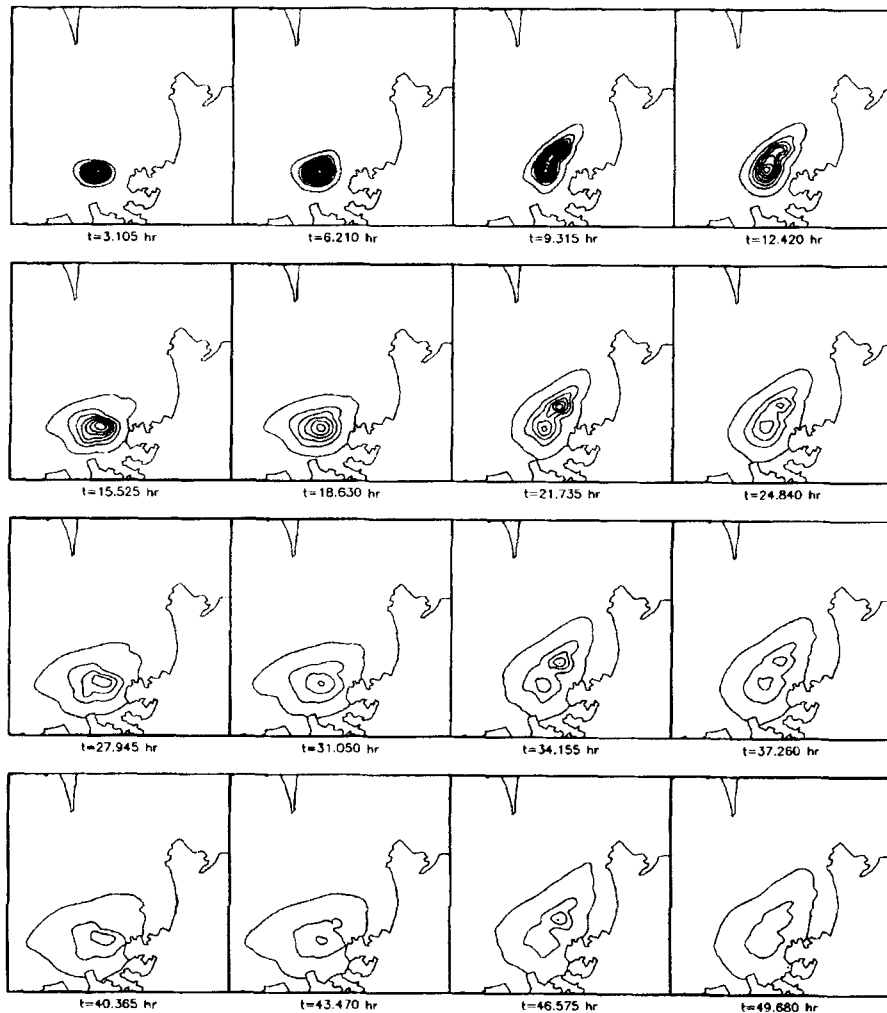 t=3.105 hr
t=6.210 hr
t=9.315 hr
t=12.420 hr
t=15.525 hr
t=18.630 hr
t=21.735 hr
t=24.840 hr
t=27.945 hr
t=31.050 hr
t=34.155 hr
t=37.260 hr
t=40.365 hr
t=43.470 hr
t=46.575 hr
t=49.680 hr